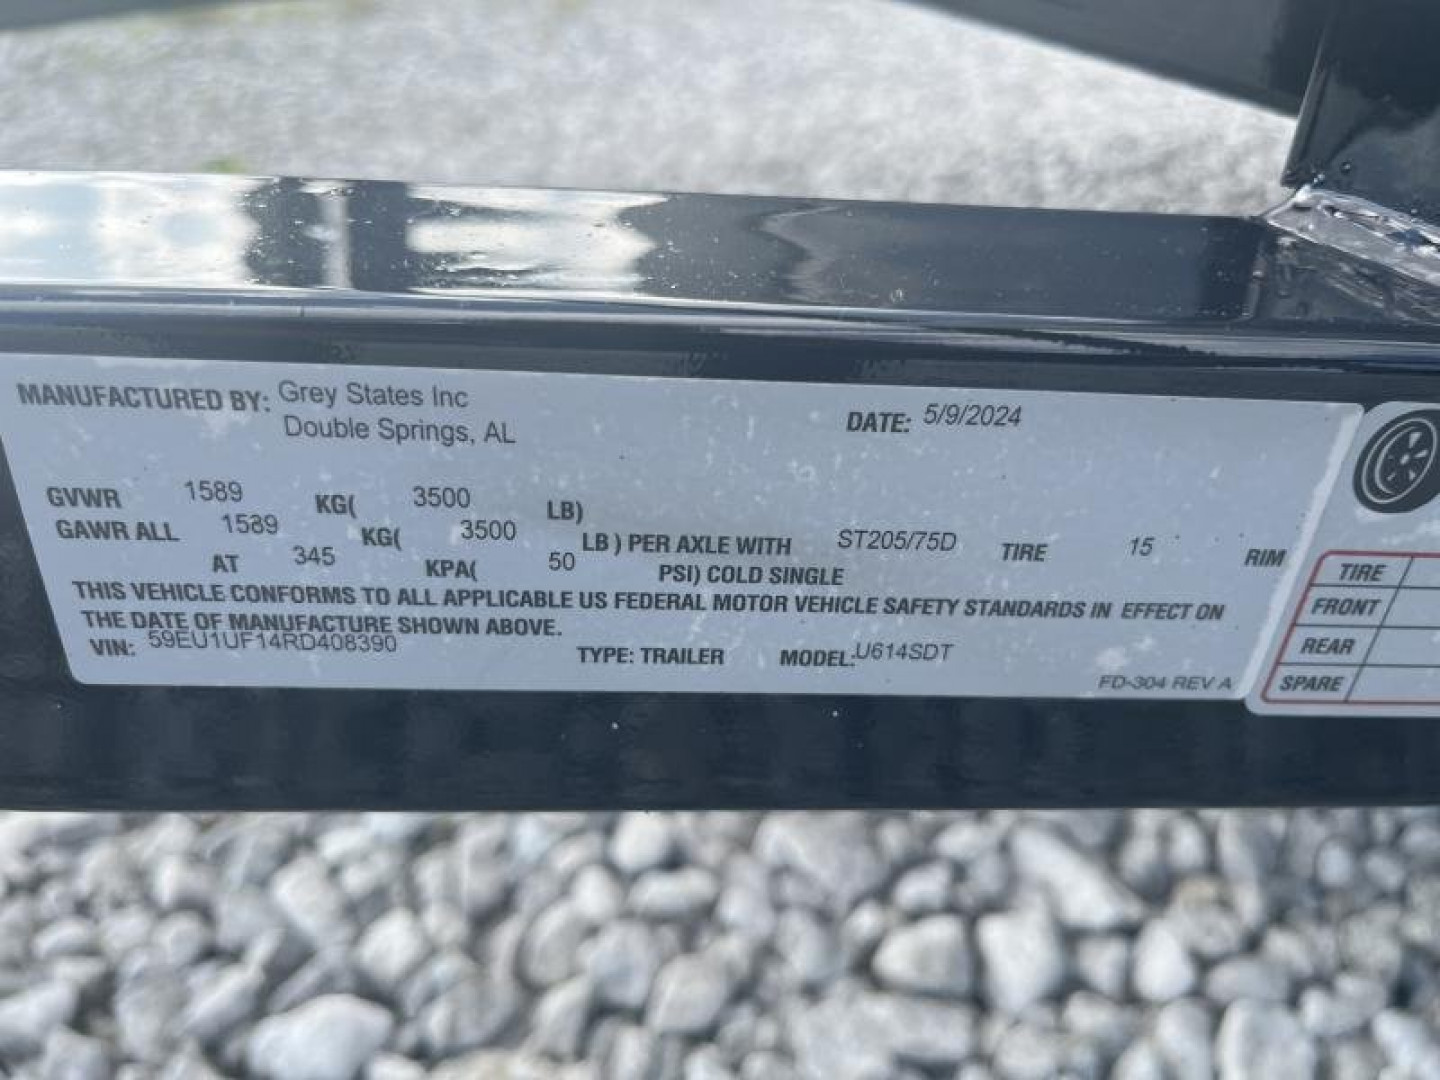 MANUFACTURED BY: Grey States Inc
Double Springs, AL
DATE: 5/9/2024
GVWR 1589 KG( 3500 LB)
GAWR ALL 1589 KG( 3500 LB ) PER AXLE WITH ST205/75D TIRE 15 RIM
AT 345 KPA( 50 PSI) COLD SINGLE
THIS VEHICLE CONFORMS TO ALL APPLICABLE US FEDERAL MOTOR VEHICLE SAFETY STANDARDS IN EFFECT ON
THE DATE OF MANUFACTURE SHOWN ABOVE.
VIN: 59EU1UF14RD408390 TYPE: TRAILER MODEL: U614SDT
FD-304 REV A
TIRE
FRONT
REAR
SPARE